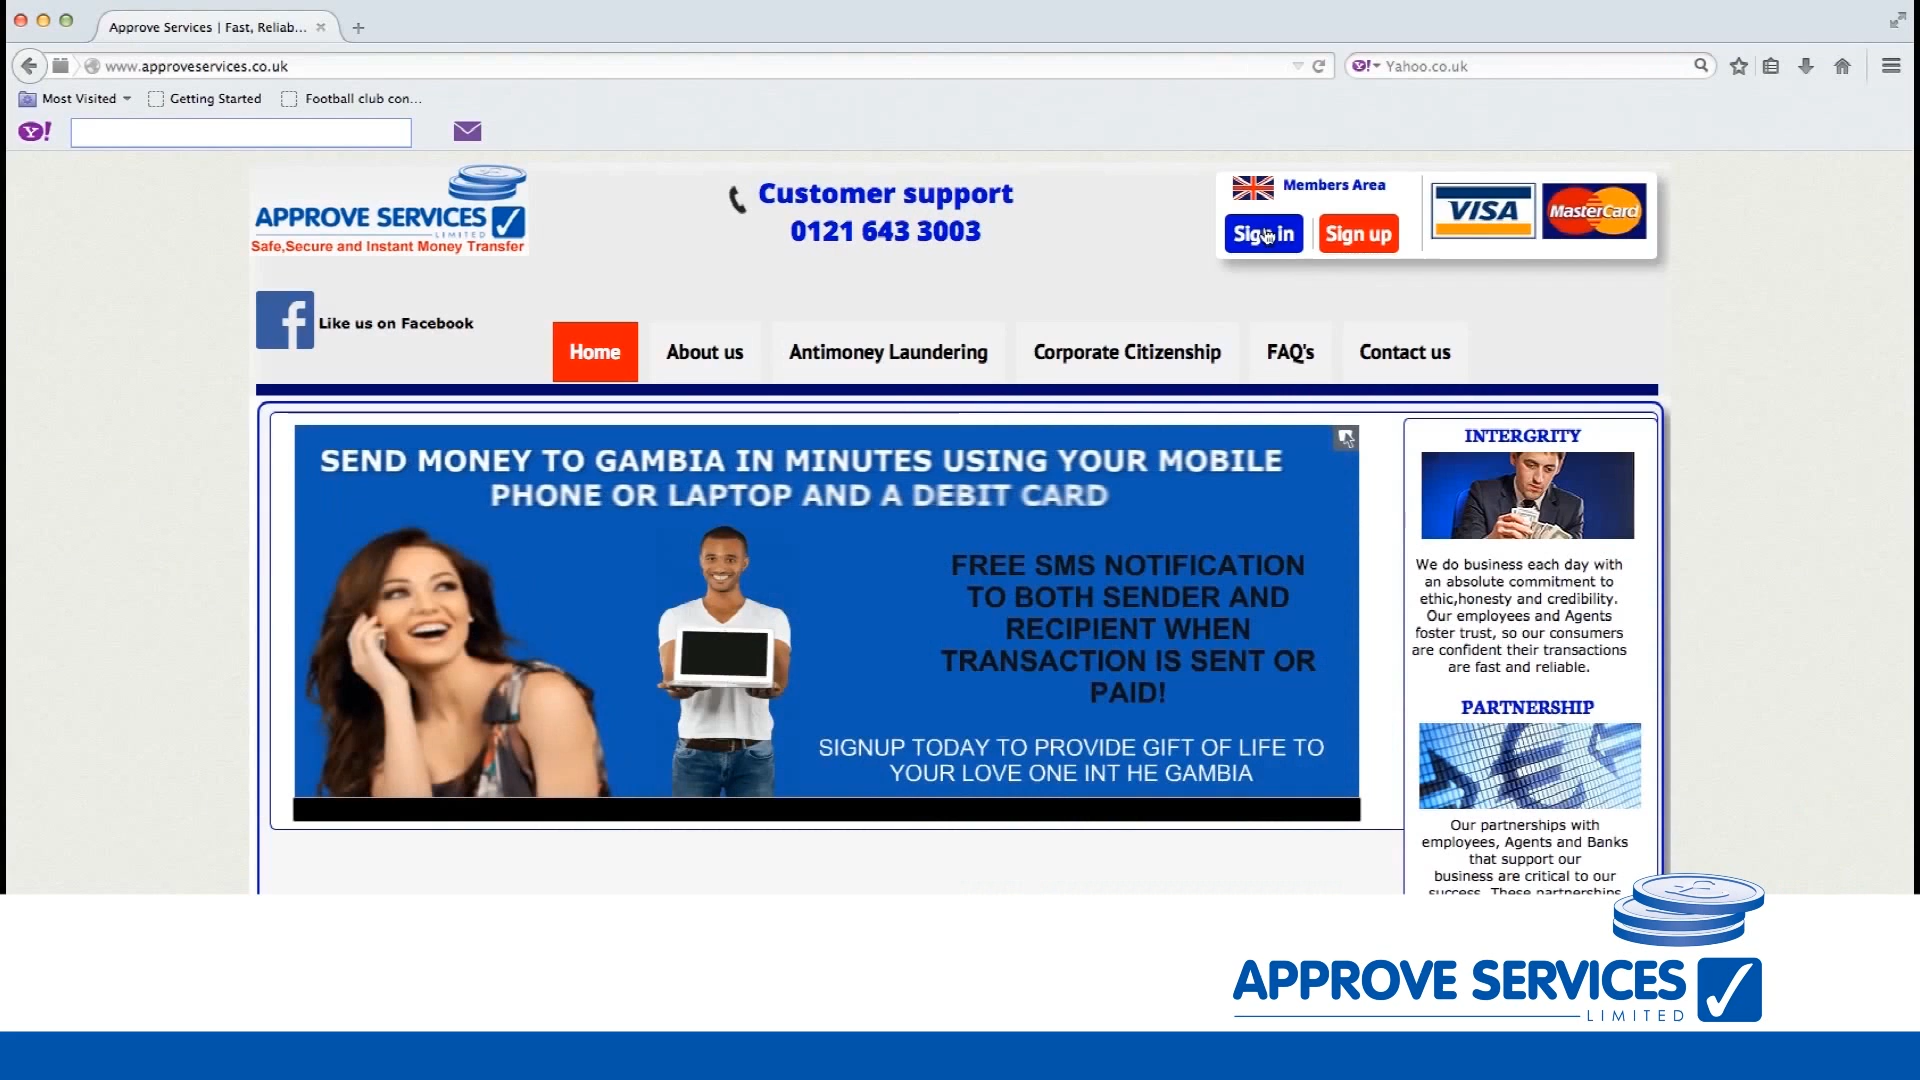 Approve Services | Fast, Reliab...
www.approveservices.co.uk
Yahoo.co.uk
Most Visited
Getting Started
Football club con...
Y!
APPROVE SERVICES
LIMITED
Safe,Secure and Instant Money Transfer
Customer support
0121 643 3003
Members Area
Sign in
Sign up
VISA
MasterCard
Like us on Facebook
Home
About us
Antimoney Laundering
Corporate Citizenship
FAQ's
Contact us
SEND MONEY TO GAMBIA IN MINUTES USING YOUR MOBILE
PHONE OR LAPTOP AND A DEBIT CARD
FREE SMS NOTIFICATION
TO BOTH SENDER AND
RECIPIENT WHEN
TRANSACTION IS SENT OR
PAID!
SIGNUP TODAY TO PROVIDE GIFT OF LIFE TO
YOUR LOVE ONE INT HE GAMBIA
INTERGRITY
We do business each day with
an absolute commitment to
ethic,honesty and credibility.
Our employees and Agents
foster trust, so our consumers
are confident their transactions
are fast and reliable.
PARTNERSHIP
Our partnerships with
employees, Agents and Banks
that support our
business are critical to our
success. These partnerships
APPROVE SERVICES
LIMITED